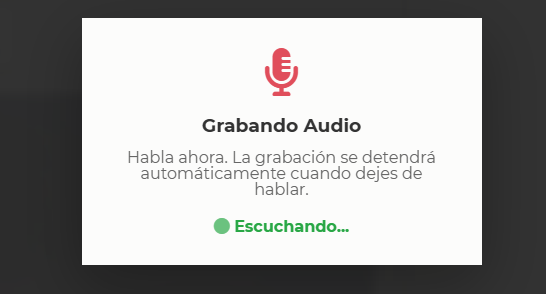 Grabando Audio
Habla ahora. La grabación se detendrá
automáticamente cuando dejes de
hablar.
Escuchando...